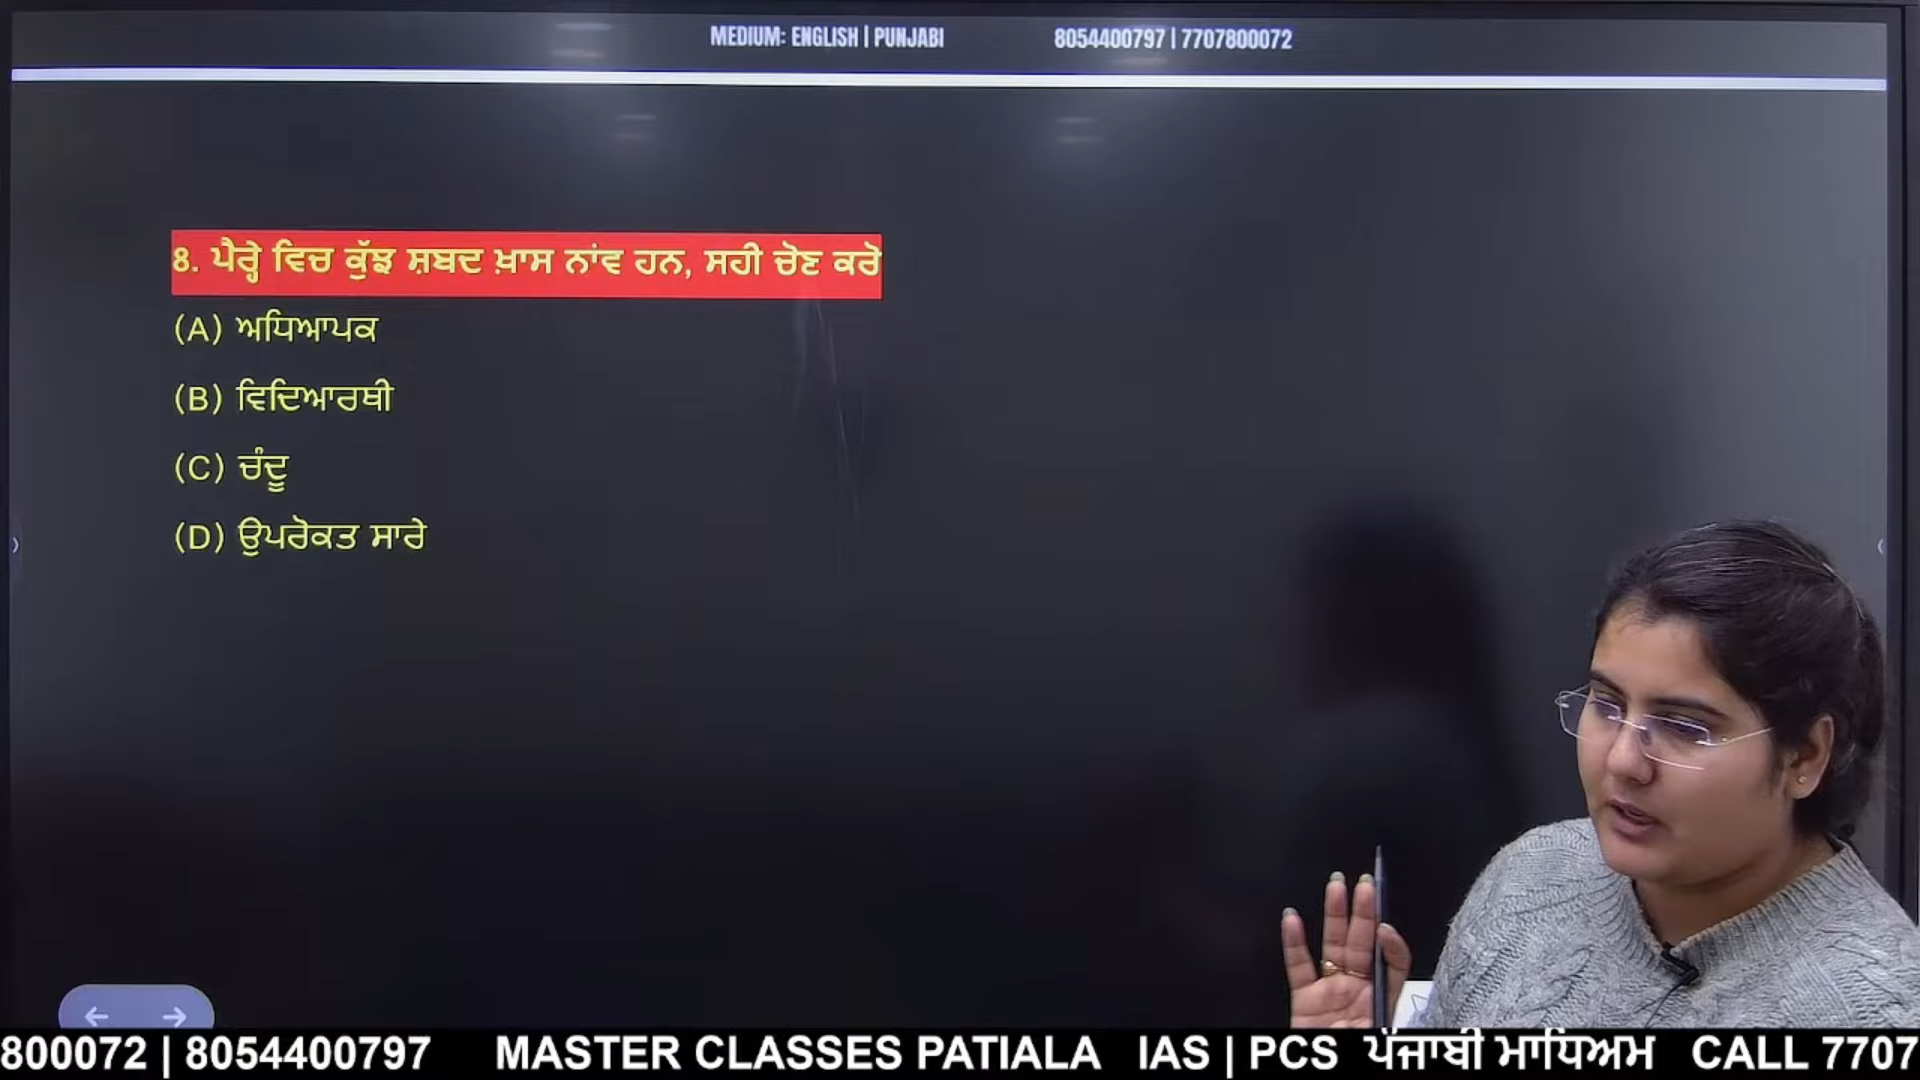 MEDIUM: ENGLISH | PUNJABI 8054400797 | 7707800072
8. ਪੈਰ੍ਹੇ ਵਿਚ ਕੁੱਝ ਸ਼ਬਦ ਖ਼ਾਸ ਨਾਂਵ ਹਨ, ਸਹੀ ਚੋਣ ਕਰੋ
(A) ਅਧਿਆਪਕ
(B) ਵਿਦਿਆਰਥੀ
(C) ਚੰਦੂ
(D) ਉਪਰੋਕਤ ਸਾਰੇ
800072 | 8054400797 MASTER CLASSES PATIALA IAS | PCS ਪੰਜਾਬੀ ਮਾਧਿਅਮ CALL 7707